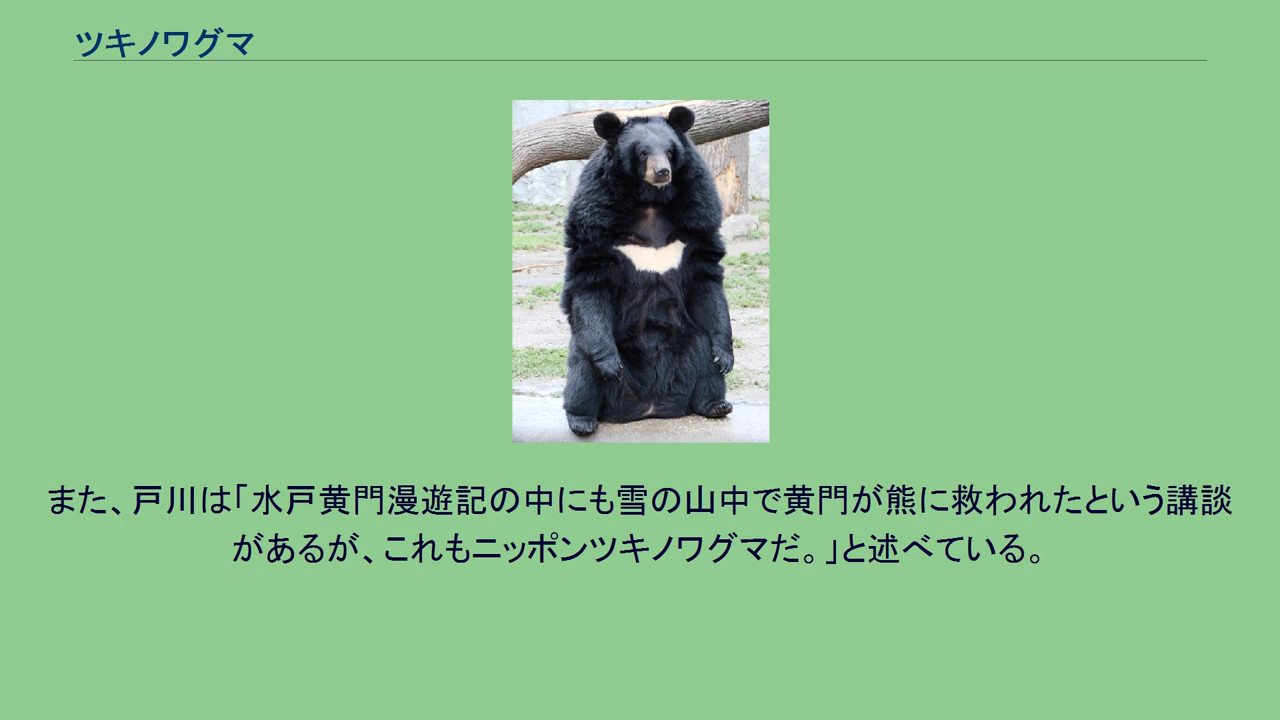 ツキノワグマ
また、戸川は「水戸黄門漫遊記の中にも雪の山中で黄門が熊に救われたという講談
があるが、これもニッポンツキノワグマだ。」と述べている。